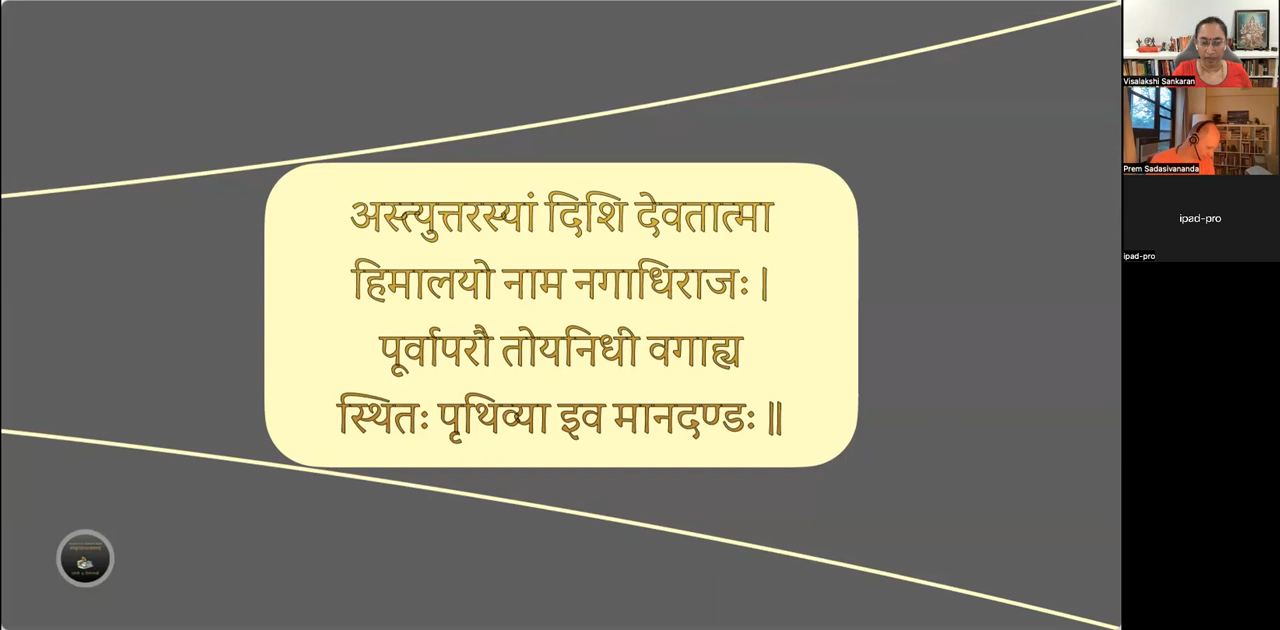 अस्त्युत्तरस्यां दिशि देवतात्मा
हिमालयो नाम नगाधिराजः ।
पूर्वापरौ तोयनिधी वगाह्य
स्थितः पृथिव्या इव मानदण्डः ॥
Visalakshi Sankaran
Prem Sadasivananda
ipad-pro
ipad-pro